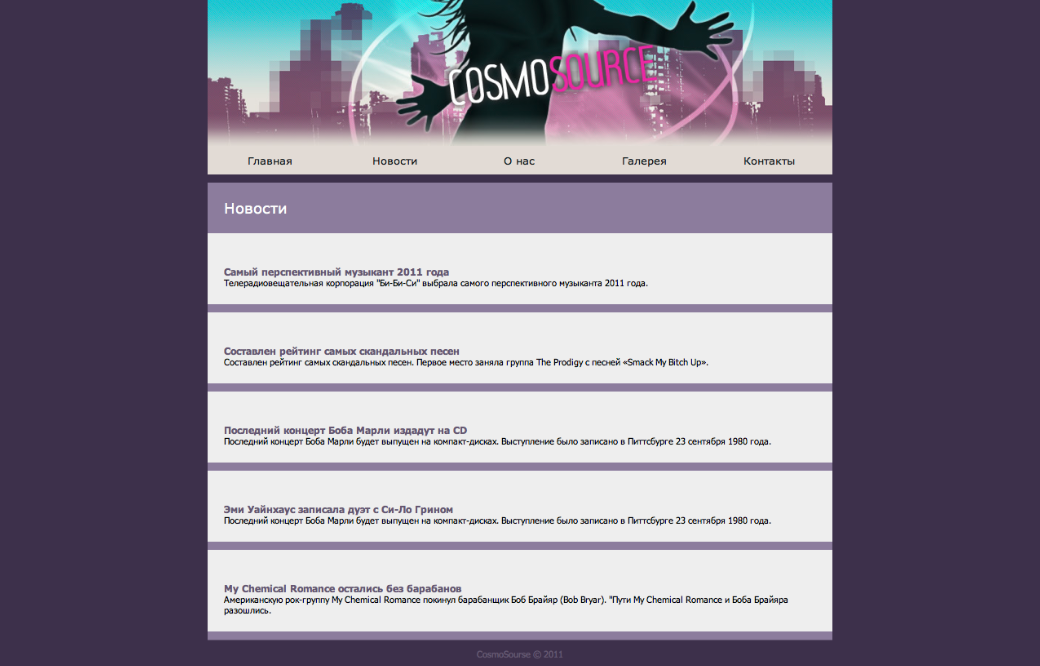 COSMOSOURCE
Главная Новости О нас Галерея Контакты
Новости
Самый перспективный музыкант 2011 года
Телерадиовещательная корпорация "Би-Би-Си" выбрала самого перспективного музыканта 2011 года.
Составлен рейтинг самых скандальных песен
Составлен рейтинг самых скандальных песен. Первое место заняла группа The Prodigy с песней «Smack My Bitch Up».
Последний концерт Боба Марли издадут на CD
Последний концерт Боба Марли будет выпущен на компакт-дисках. Выступление было записано в Питтсбурге 23 сентября 1980 года.
Эми Уайнхаус записала дуэт с Си-Ло Грином
Последний концерт Боба Марли будет выпущен на компакт-дисках. Выступление было записано в Питтсбурге 23 сентября 1980 года.
My Chemical Romance остались без барабанов
Американскую рок-группу My Chemical Romance покинул барабанщик Боб Брайяр (Bob Bryar). "Пути My Chemical Romance и Боба Брайяра
разошлись.
CosmoSourse © 2011